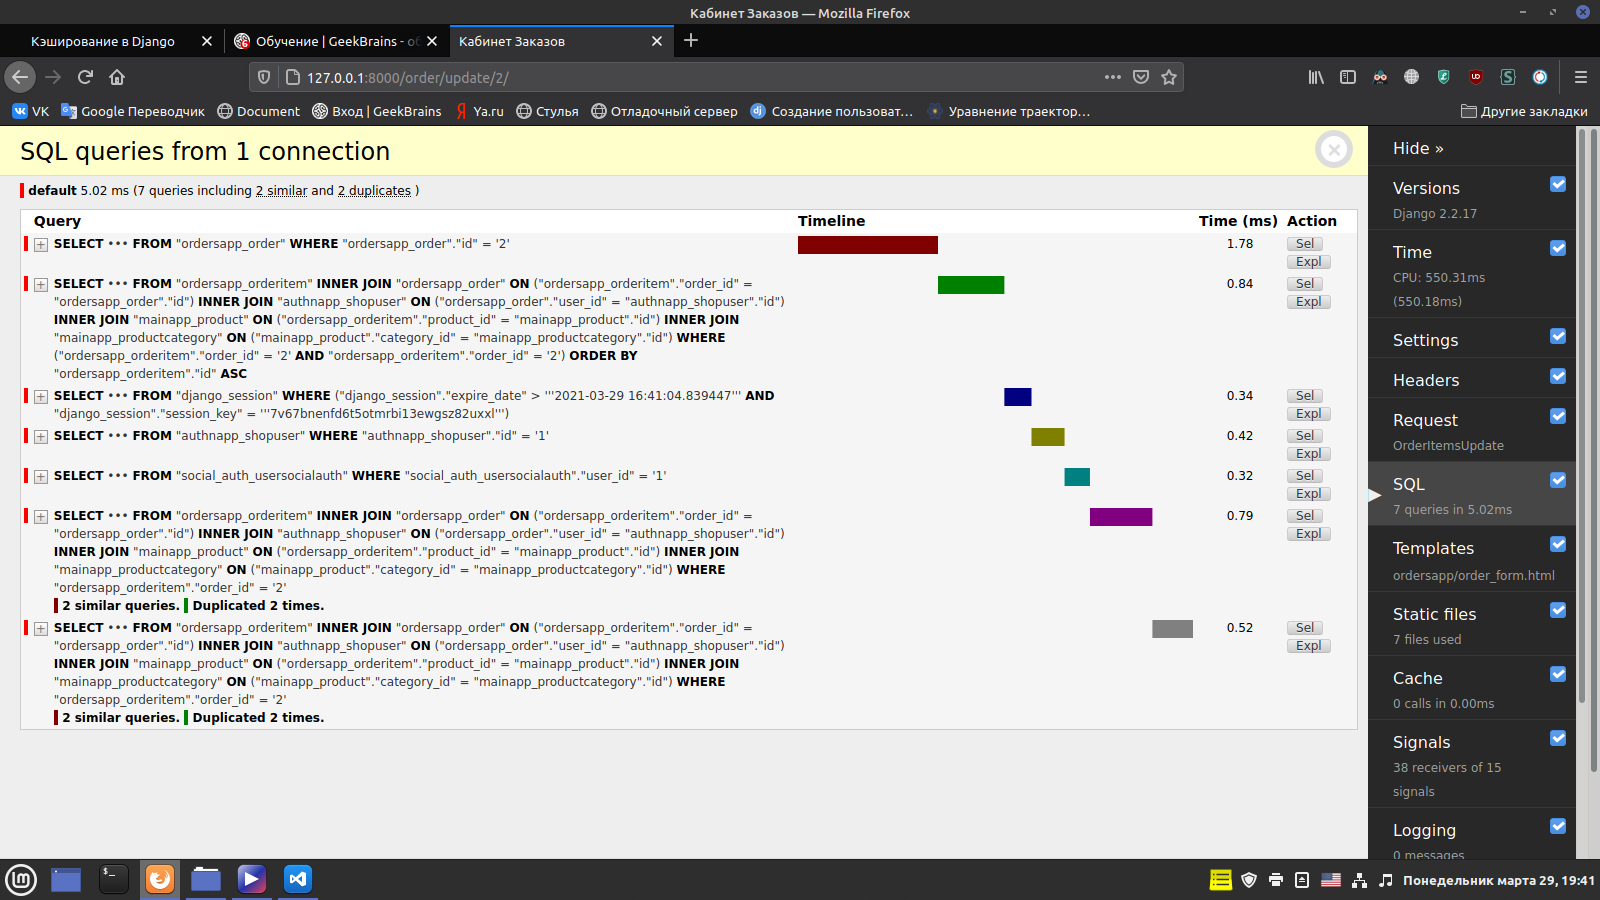 Кабинет Заказов — Mozilla Firefox
Кэширование в Django
Обучение | GeekBrains - об
Кабинет Заказов
127.0.0.1:8000/order/update/2/
VK
Google Переводчик
Document
Вход | GeekBrains
Ya.ru
Стулья
Отладочный сервер
Создание пользоват…
Уравнение траектор…
Другие закладки
SQL queries from 1 connection
default 5.02 ms (7 queries including 2 similar and 2 duplicates )
Query Timeline Time (ms) Action
SELECT ••• FROM "ordersapp_order" WHERE "ordersapp_order"."id" = '2'
1.78
Sel
Expl
SELECT ••• FROM "ordersapp_orderitem" INNER JOIN "ordersapp_order" ON ("ordersapp_orderitem"."order_id" =
"ordersapp_order"."id") INNER JOIN "authnapp_shopuser" ON ("ordersapp_order"."user_id" = "authnapp_shopuser"."id")
INNER JOIN "mainapp_product" ON ("ordersapp_orderitem"."product_id" = "mainapp_product"."id") INNER JOIN
"mainapp_productcategory" ON ("mainapp_product"."category_id" = "mainapp_productcategory"."id") WHERE
("ordersapp_orderitem"."order_id" = '2' AND "ordersapp_orderitem"."order_id" = '2') ORDER BY
"ordersapp_orderitem"."id" ASC
0.84
Sel
Expl
SELECT ••• FROM "django_session" WHERE ("django_session"."expire_date" > '''2021-03-29 16:41:04.839447''' AND
"django_session"."session_key" = '''7v67bnenfd6t5otmrbi13ewgsz82uxxl''')
0.34
Sel
Expl
SELECT ••• FROM "authnapp_shopuser" WHERE "authnapp_shopuser"."id" = '1'
0.42
Sel
Expl
SELECT ••• FROM "social_auth_usersocialauth" WHERE "social_auth_usersocialauth"."user_id" = '1'
0.32
Sel
Expl
SELECT ••• FROM "ordersapp_orderitem" INNER JOIN "ordersapp_order" ON ("ordersapp_orderitem"."order_id" =
"ordersapp_order"."id") INNER JOIN "authnapp_shopuser" ON ("ordersapp_order"."user_id" = "authnapp_shopuser"."id")
INNER JOIN "mainapp_product" ON ("ordersapp_orderitem"."product_id" = "mainapp_product"."id") INNER JOIN
"mainapp_productcategory" ON ("mainapp_product"."category_id" = "mainapp_productcategory"."id") WHERE
"ordersapp_orderitem"."order_id" = '2'
2 similar queries. Duplicated 2 times.
0.79
Sel
Expl
SELECT ••• FROM "ordersapp_orderitem" INNER JOIN "ordersapp_order" ON ("ordersapp_orderitem"."order_id" =
"ordersapp_order"."id") INNER JOIN "authnapp_shopuser" ON ("ordersapp_order"."user_id" = "authnapp_shopuser"."id")
INNER JOIN "mainapp_product" ON ("ordersapp_orderitem"."product_id" = "mainapp_product"."id") INNER JOIN
"mainapp_productcategory" ON ("mainapp_product"."category_id" = "mainapp_productcategory"."id") WHERE
"ordersapp_orderitem"."order_id" = '2'
2 similar queries. Duplicated 2 times.
0.52
Sel
Expl
Hide »
Versions
Django 2.2.17
Time
CPU: 550.31ms
(550.18ms)
Settings
Headers
Request
OrderItemsUpdate
SQL
7 queries in 5.02ms
Templates
ordersapp/order_form.html
Static files
7 files used
Cache
0 calls in 0.00ms
Signals
38 receivers of 15
signals
Logging
0 messages
Понедельник марта 29, 19:41